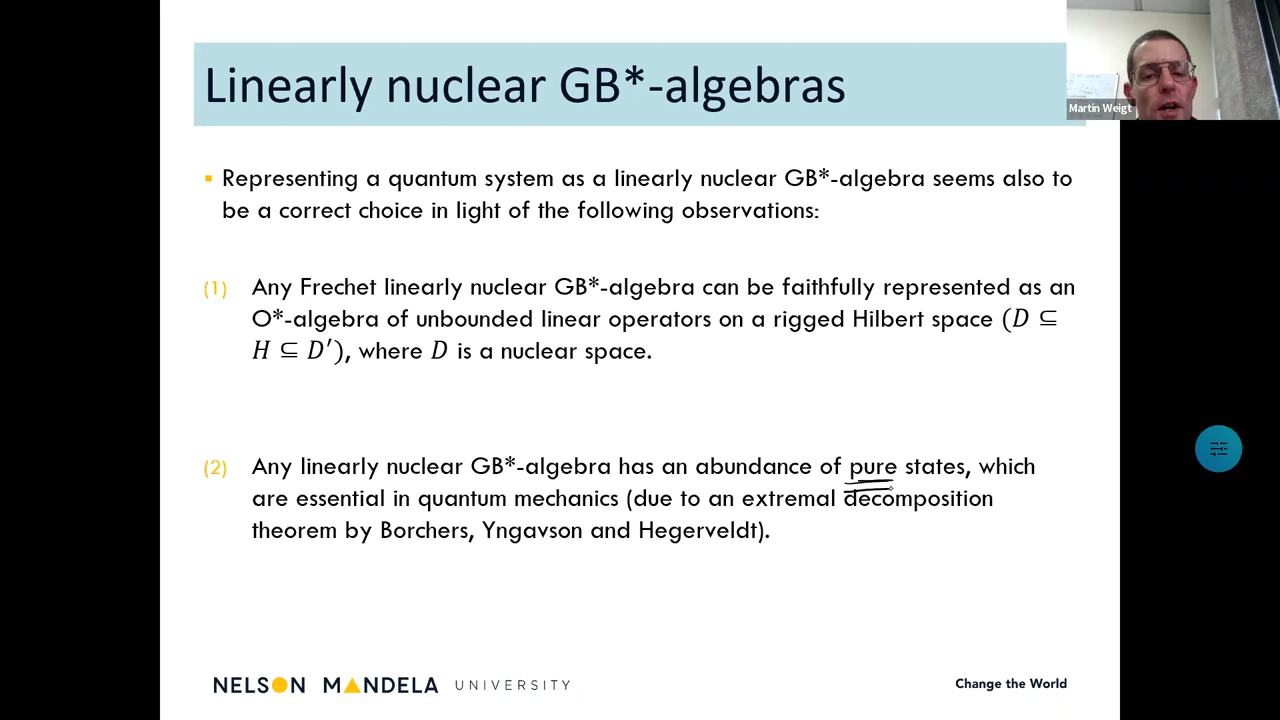 Linearly nuclear GB*-algebras
Martin Weigt
▪ Representing a quantum system as a linearly nuclear GB*-algebra seems also to
be a correct choice in light of the following observations:
(1) Any Frechet linearly nuclear GB*-algebra can be faithfully represented as an
O*-algebra of unbounded linear operators on a rigged Hilbert space (D ⊆
H ⊆ D′), where D is a nuclear space.
(2) Any linearly nuclear GB*-algebra has an abundance of pure states, which
are essential in quantum mechanics (due to an extremal decomposition
theorem by Borchers, Yngavson and Hegerveldt).
NELSON MANDELA UNIVERSITY
Change the World